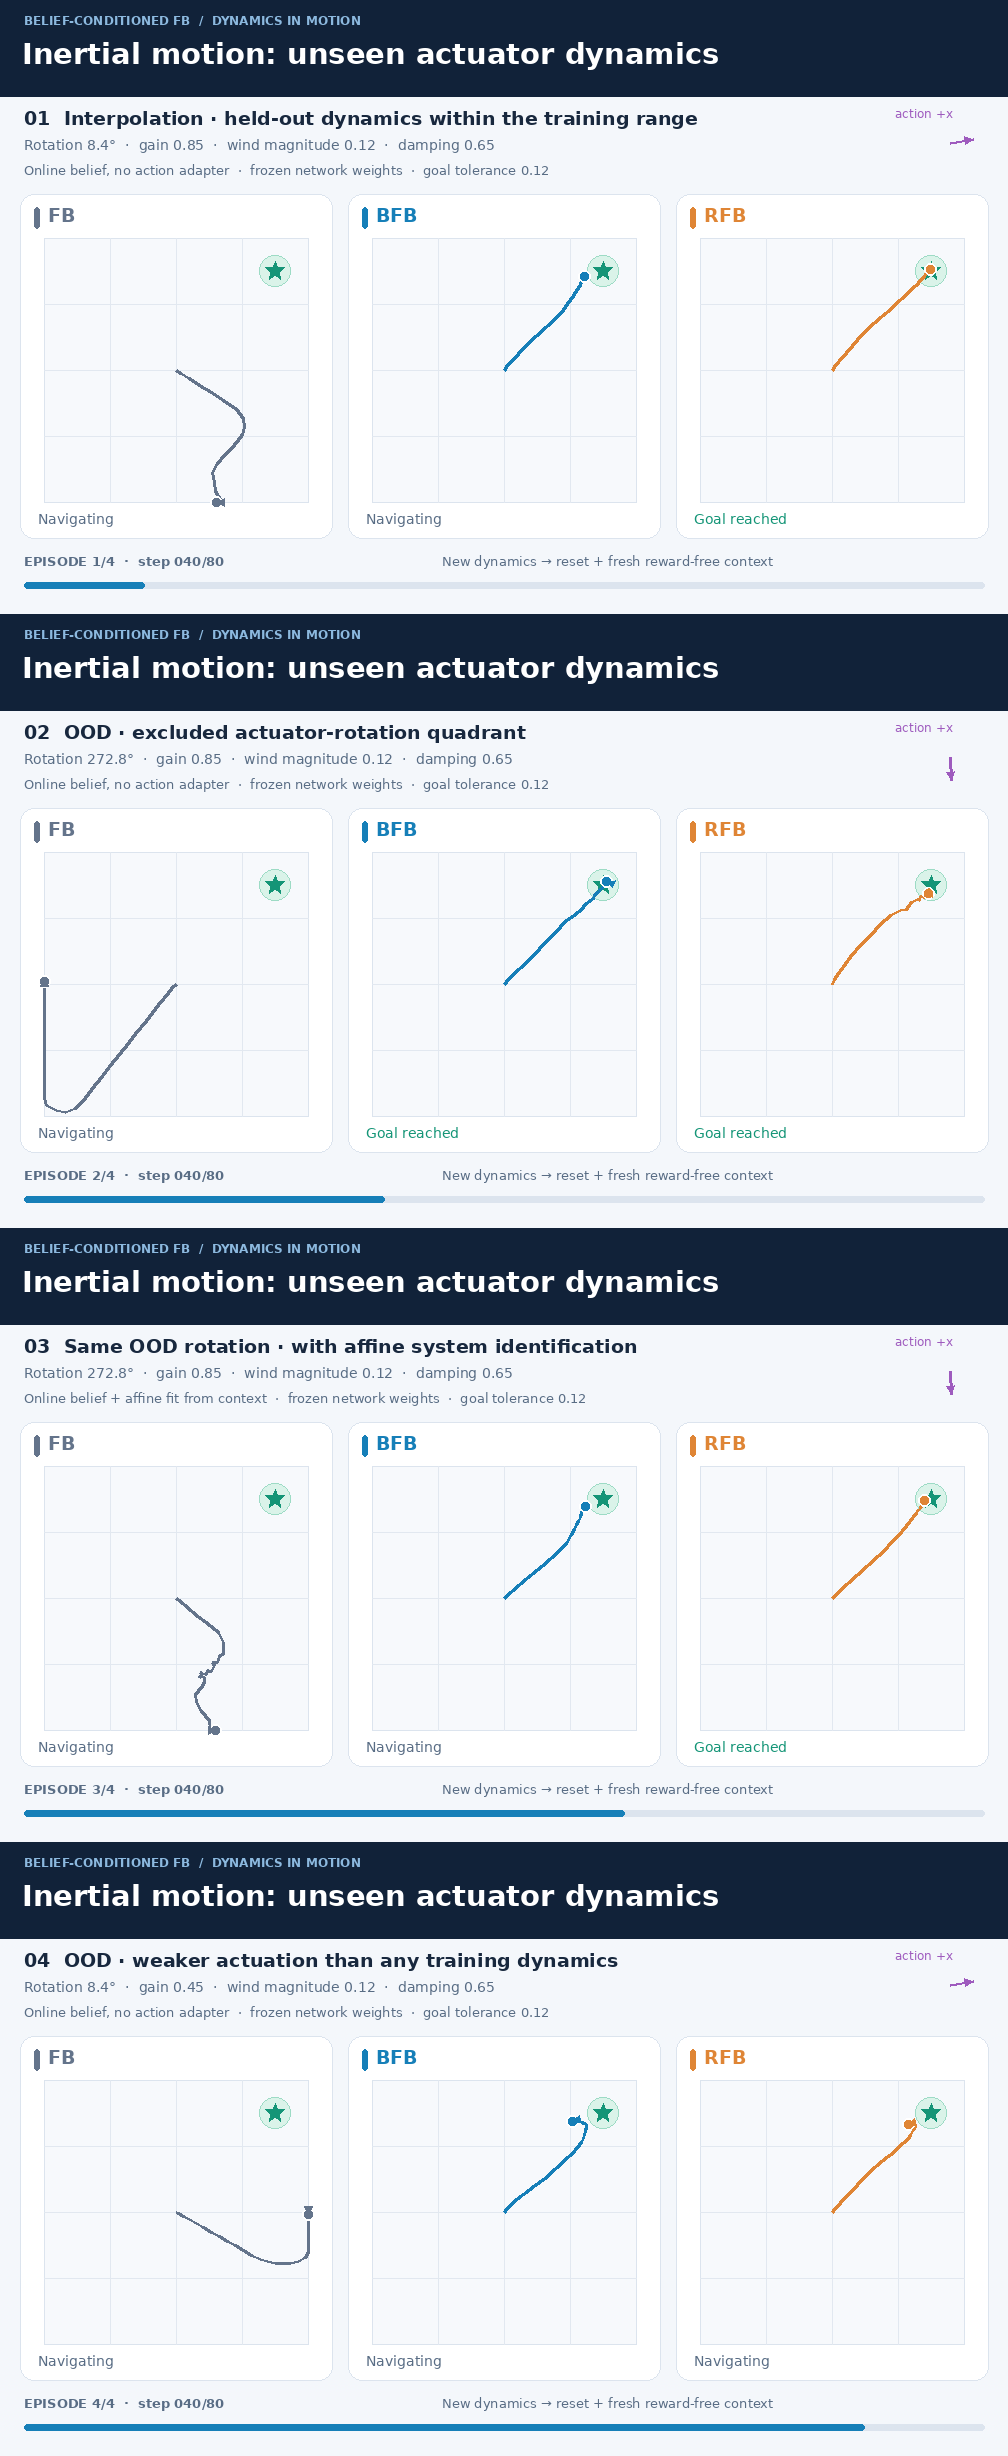 BELIEF-CONDITIONED FB / DYNAMICS IN MOTION
Inertial motion: unseen actuator dynamics
01 Interpolation · held-out dynamics within the training range
action +x
Rotation 8.4° · gain 0.85 · wind magnitude 0.12 · damping 0.65
Online belief, no action adapter · frozen network weights · goal tolerance 0.12
FB
BFB
RFB
Navigating
Navigating
Goal reached
EPISODE 1/4 · step 040/80
New dynamics → reset + fresh reward-free context
BELIEF-CONDITIONED FB / DYNAMICS IN MOTION
Inertial motion: unseen actuator dynamics
02 OOD · excluded actuator-rotation quadrant
action +x
Rotation 272.8° · gain 0.85 · wind magnitude 0.12 · damping 0.65
Online belief, no action adapter · frozen network weights · goal tolerance 0.12
FB
BFB
RFB
Navigating
Goal reached
Goal reached
EPISODE 2/4 · step 040/80
New dynamics → reset + fresh reward-free context
BELIEF-CONDITIONED FB / DYNAMICS IN MOTION
Inertial motion: unseen actuator dynamics
03 Same OOD rotation · with affine system identification
action +x
Rotation 272.8° · gain 0.85 · wind magnitude 0.12 · damping 0.65
Online belief + affine fit from context · frozen network weights · goal tolerance 0.12
FB
BFB
RFB
Navigating
Navigating
Goal reached
EPISODE 3/4 · step 040/80
New dynamics → reset + fresh reward-free context
BELIEF-CONDITIONED FB / DYNAMICS IN MOTION
Inertial motion: unseen actuator dynamics
04 OOD · weaker actuation than any training dynamics
action +x
Rotation 8.4° · gain 0.45 · wind magnitude 0.12 · damping 0.65
Online belief, no action adapter · frozen network weights · goal tolerance 0.12
FB
BFB
RFB
Navigating
Navigating
Navigating
EPISODE 4/4 · step 040/80
New dynamics → reset + fresh reward-free context